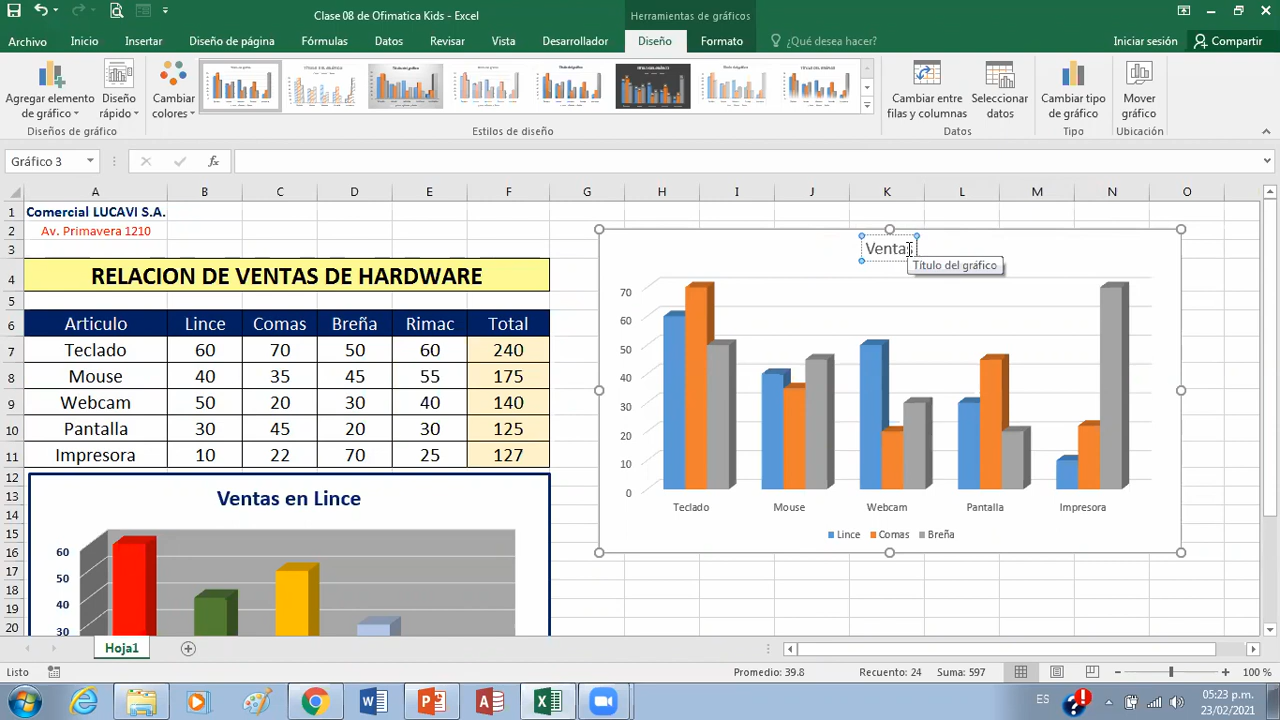 Clase 08 de Ofimatica Kids - Excel
Herramientas de gráficos
Archivo Inicio Insertar Diseño de página Fórmulas Datos Revisar Vista Desarrollador Diseño Formato ¿Qué desea hacer? Iniciar sesión Compartir
Agregar elemento de gráfico
Diseño rápido
Cambiar colores
Cambiar entre filas y columnas
Seleccionar datos
Cambiar tipo de gráfico
Mover gráfico
Diseños de gráfico Estilos de diseño Datos Tipo Ubicación
Gráfico 3 fx
A B C D E F G H I J K L M N O
1 Comercial LUCAVI S.A.
2 Av. Primavera 1210
3
4 RELACION DE VENTAS DE HARDWARE
5
6 Articulo Lince Comas Breña Rimac Total
7 Teclado 60 70 50 60 240
8 Mouse 40 35 45 55 175
9 Webcam 50 20 30 40 140
10 Pantalla 30 45 20 30 125
11 Impresora 10 22 70 25 127
12
13
14
15
16
17
18
19
20
Ventas en Lince
60
50
40
30
Ventas
Título del gráfico
70
60
50
40
30
20
10
0
Teclado Mouse Webcam Pantalla Impresora
Lince Comas Breña
Hoja1
Listo Promedio: 39.8 Recuento: 24 Suma: 597 100 %
ES 05:23 p.m.
23/02/2021